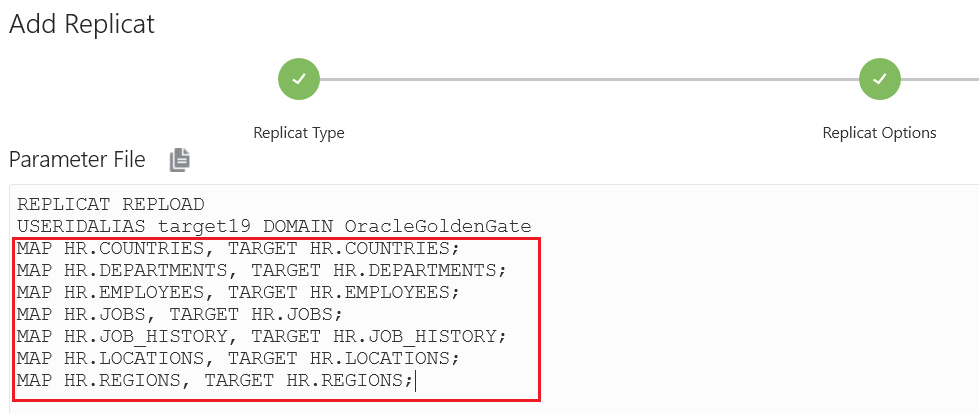 Add Replicat
Replicat Type
Replicat Options
Parameter File
REPLICAT REPLOAD
USERIDALIAS target19 DOMAIN OracleGoldenGate
MAP HR.COUNTRIES, TARGET HR.COUNTRIES;
MAP HR.DEPARTMENTS, TARGET HR.DEPARTMENTS;
MAP HR.EMPLOYEES, TARGET HR.EMPLOYEES;
MAP HR.JOBS, TARGET HR.JOBS;
MAP HR.JOB_HISTORY, TARGET HR.JOB_HISTORY;
MAP HR.LOCATIONS, TARGET HR.LOCATIONS;
MAP HR.REGIONS, TARGET HR.REGIONS;